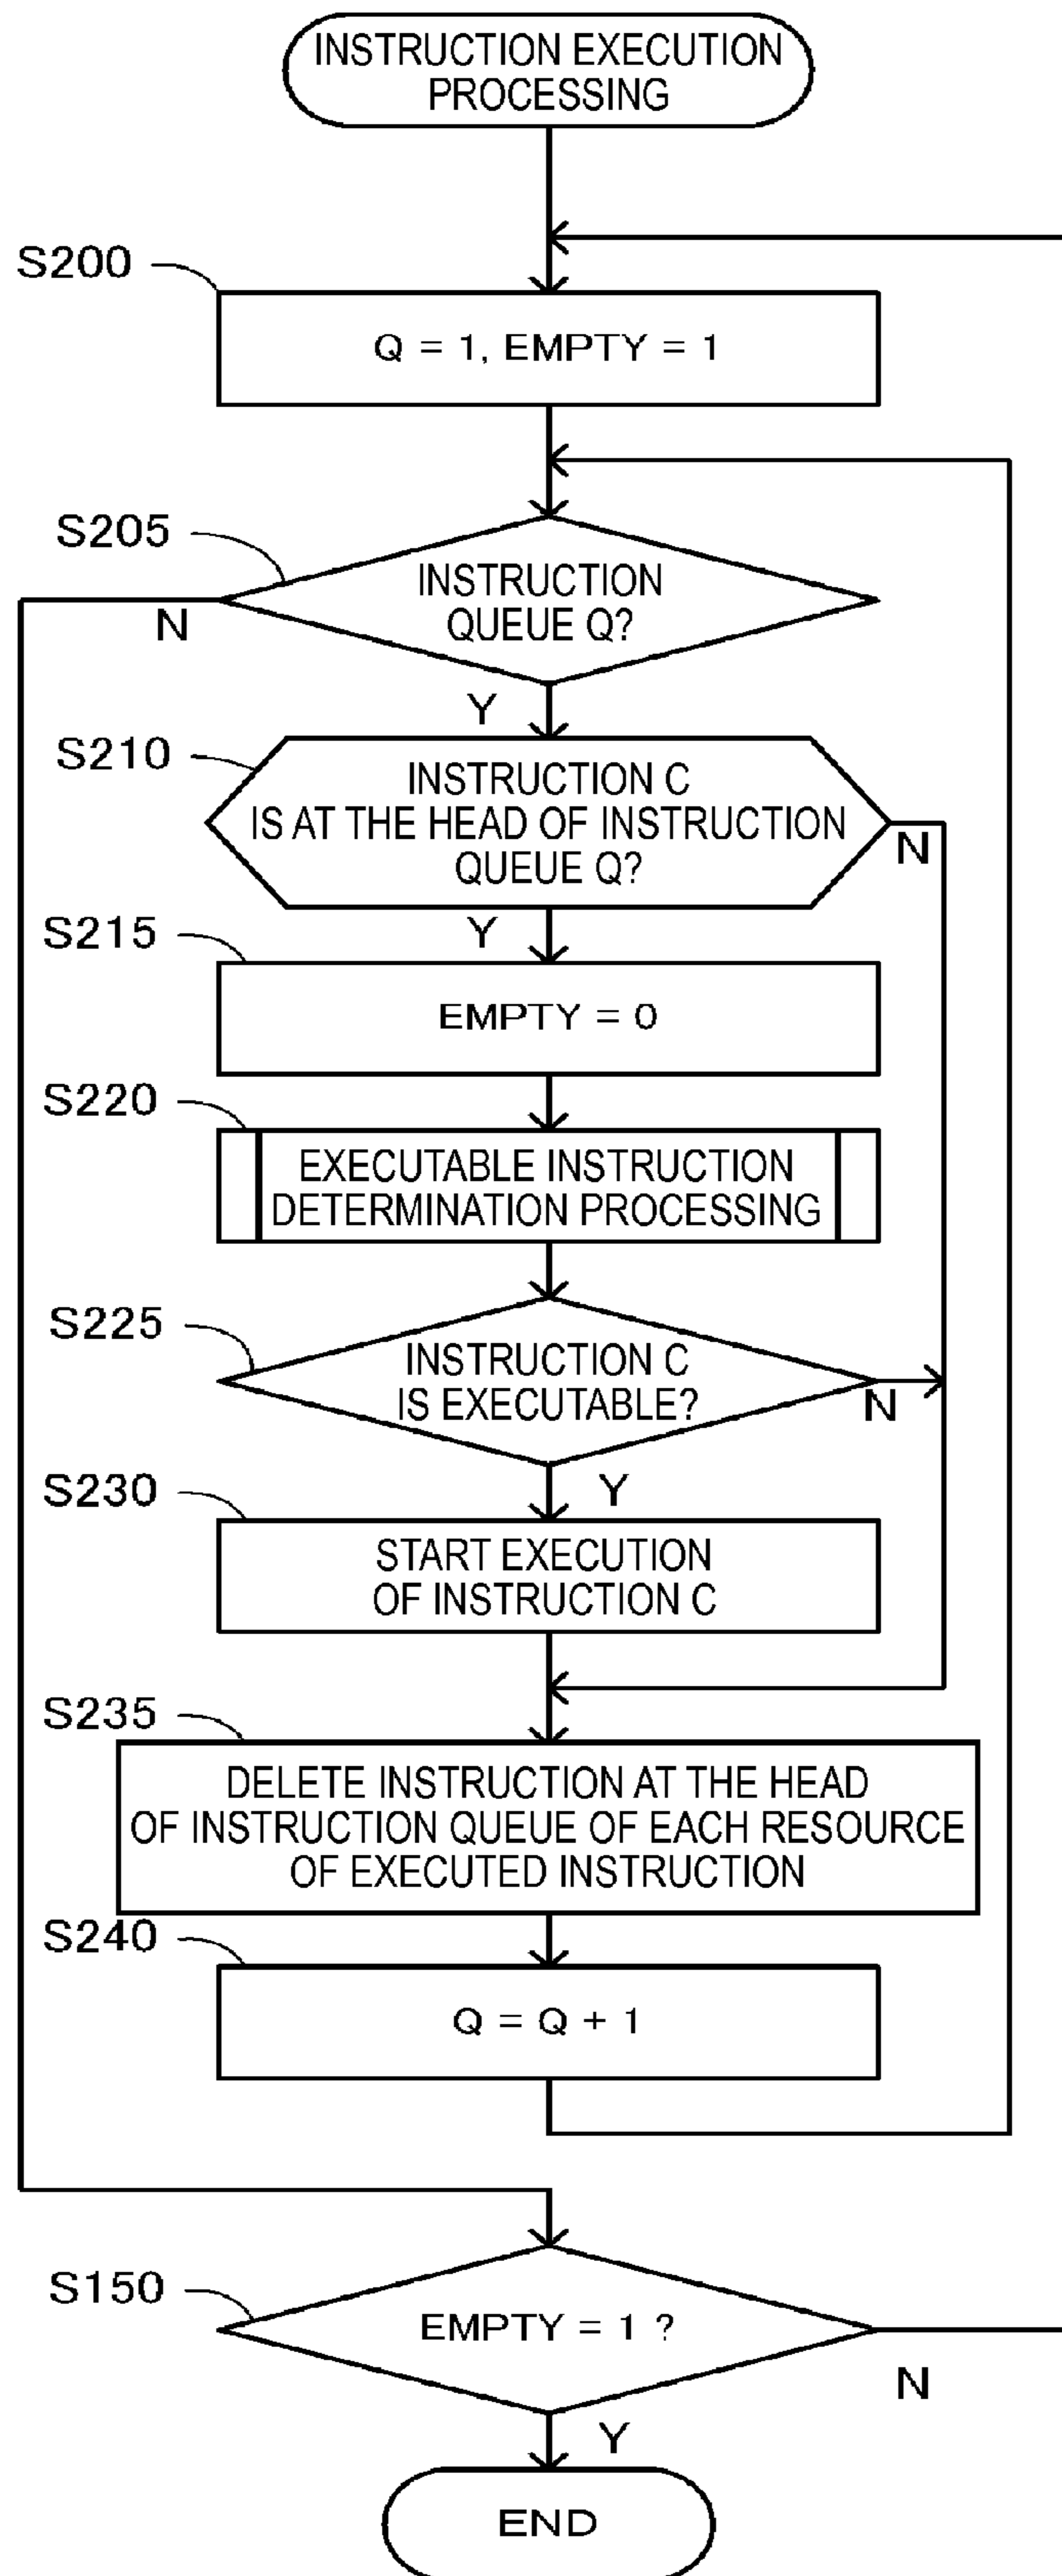 INSTRUCTION EXECUTION
PROCESSING
S200
Q = 1, EMPTY = 1
S205
INSTRUCTION
QUEUE Q?
N
Y
S210
INSTRUCTION C
IS AT THE HEAD OF INSTRUCTION
QUEUE Q?
N
Y
S215
EMPTY = 0
S220
EXECUTABLE INSTRUCTION
DETERMINATION PROCESSING
S225
INSTRUCTION C
IS EXECUTABLE?
N
Y
S230
START EXECUTION
OF INSTRUCTION C
S235
DELETE INSTRUCTION AT THE HEAD
OF INSTRUCTION QUEUE OF EACH RESOURCE
OF EXECUTED INSTRUCTION
S240
Q = Q + 1
S150
EMPTY = 1 ?
N
Y
END